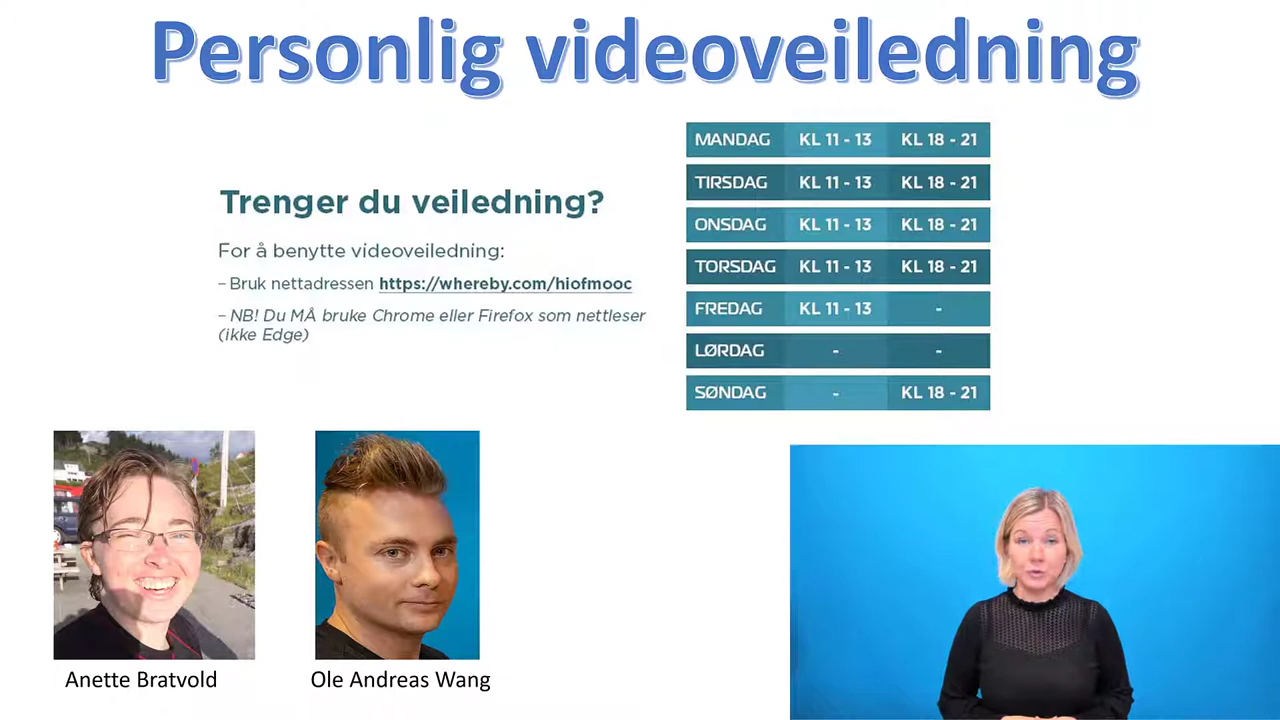 Personlig videoveiledning
Trenger du veiledning?
For å benytte videoveiledning:
– Bruk nettadressen https://whereby.com/hiofmooc
– NB! Du MÅ bruke Chrome eller Firefox som nettleser
(ikke Edge)
MANDAG KL 11 - 13 KL 18 - 21
TIRSDAG KL 11 - 13 KL 18 - 21
ONSDAG KL 11 - 13 KL 18 - 21
TORSDAG KL 11 - 13 KL 18 - 21
FREDAG KL 11 - 13 -
LØRDAG - -
SØNDAG - KL 18 - 21
Anette Bratvold
Ole Andreas Wang